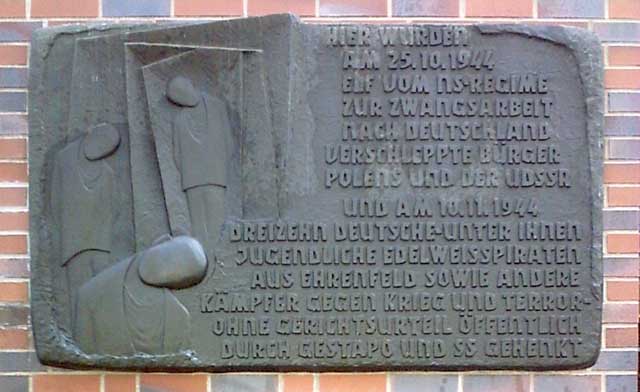 HIER WURDEN
AM 25.10.1944
ELF VOM NS-REGIME
ZUR ZWANGSARBEIT
NACH DEUTSCHLAND
VERSCHLEPPTE BÜRGER
POLENS UND DER UDSSR
UND AM 10.11.1944
DREIZEHN DEUTSCHE-UNTER IHNEN
JUGENDLICHE EDELWEISSPIRATEN
AUS EHRENFELD SOWIE ANDERE
KÄMPFER GEGEN KRIEG UND TERROR-
OHNE GERICHTSURTEIL ÖFFENTLICH
DURCH GESTAPO UND SS GEHENKT